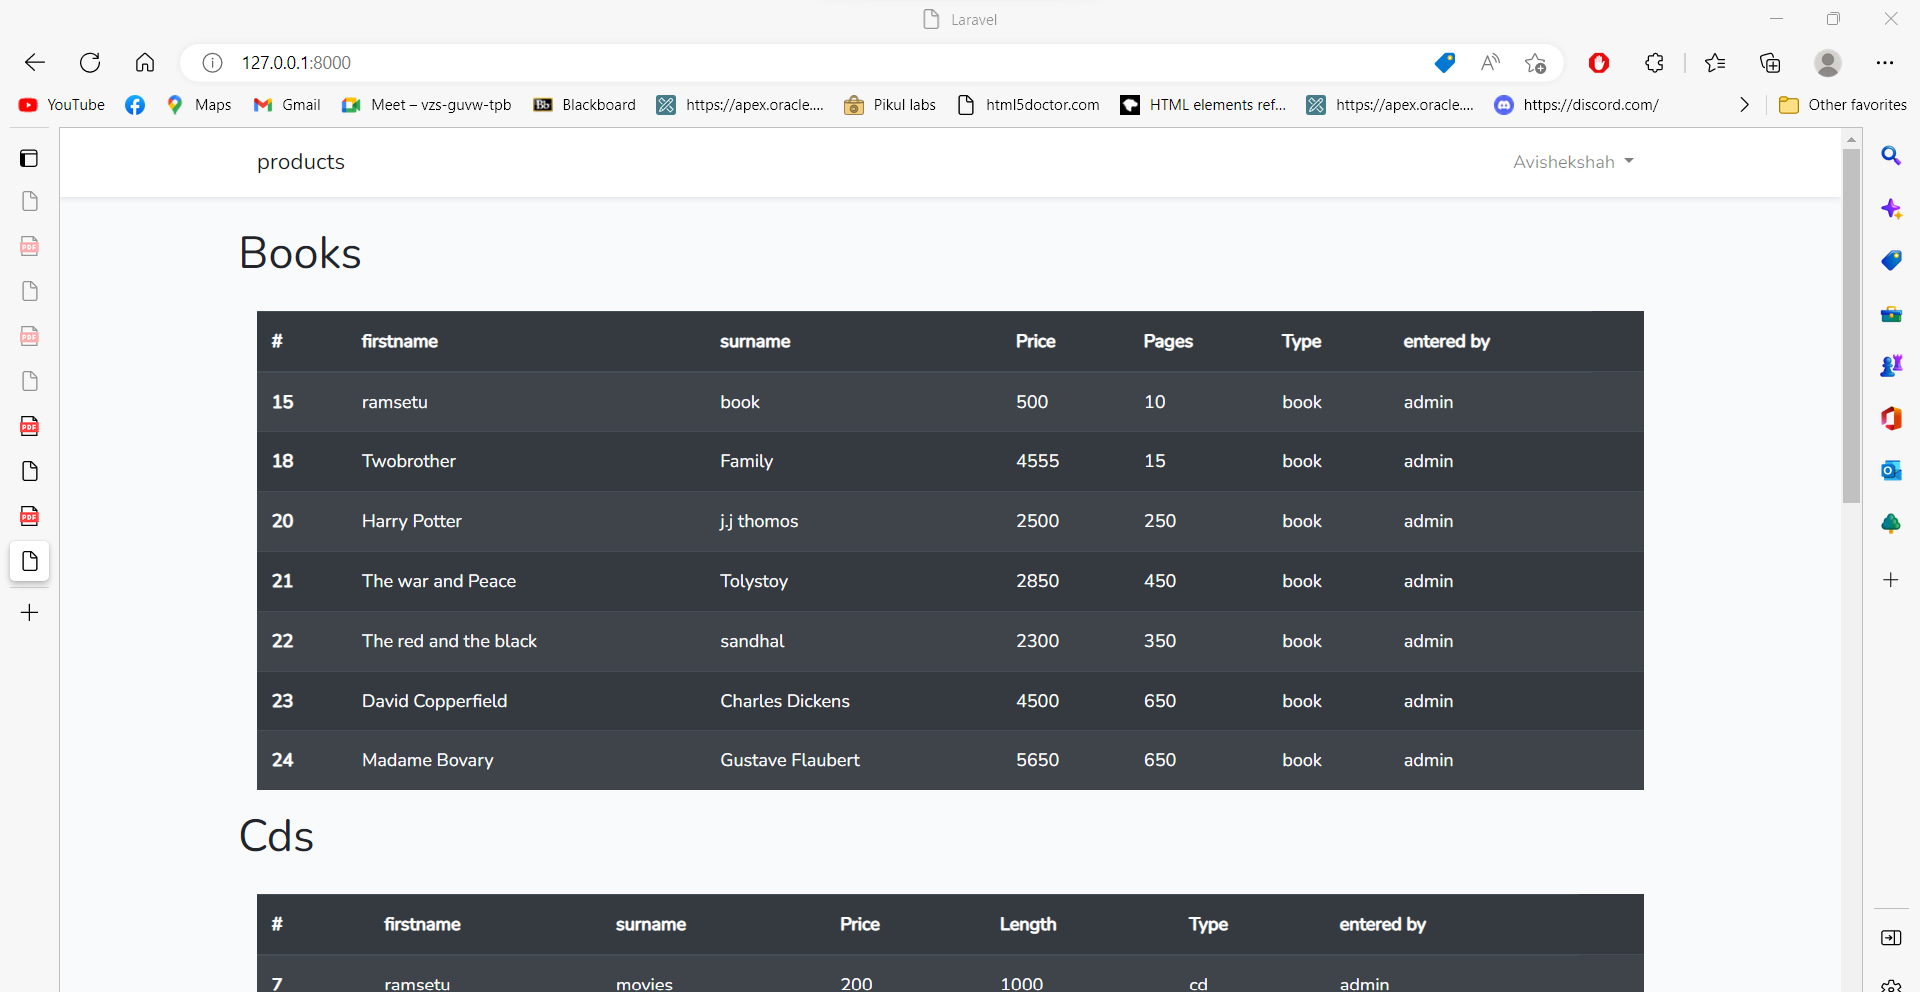 Laravel
127.0.0.1:8000
YouTube Maps Gmail Meet – vzs-guvw-tpb Blackboard https://apex.oracle.... Pikul labs html5doctor.com HTML elements ref... https://apex.oracle.... https://discord.com/ Other favorites
products Avishekshah
Books
# firstname surname Price Pages Type entered by
15 ramsetu book 500 10 book admin
18 Twobrother Family 4555 15 book admin
20 Harry Potter j.j thomos 2500 250 book admin
21 The war and Peace Tolystoy 2850 450 book admin
22 The red and the black sandhal 2300 350 book admin
23 David Copperfield Charles Dickens 4500 650 book admin
24 Madame Bovary Gustave Flaubert 5650 650 book admin
Cds
# firstname surname Price Length Type entered by
7 ramsetu movies 200 1000 cd admin